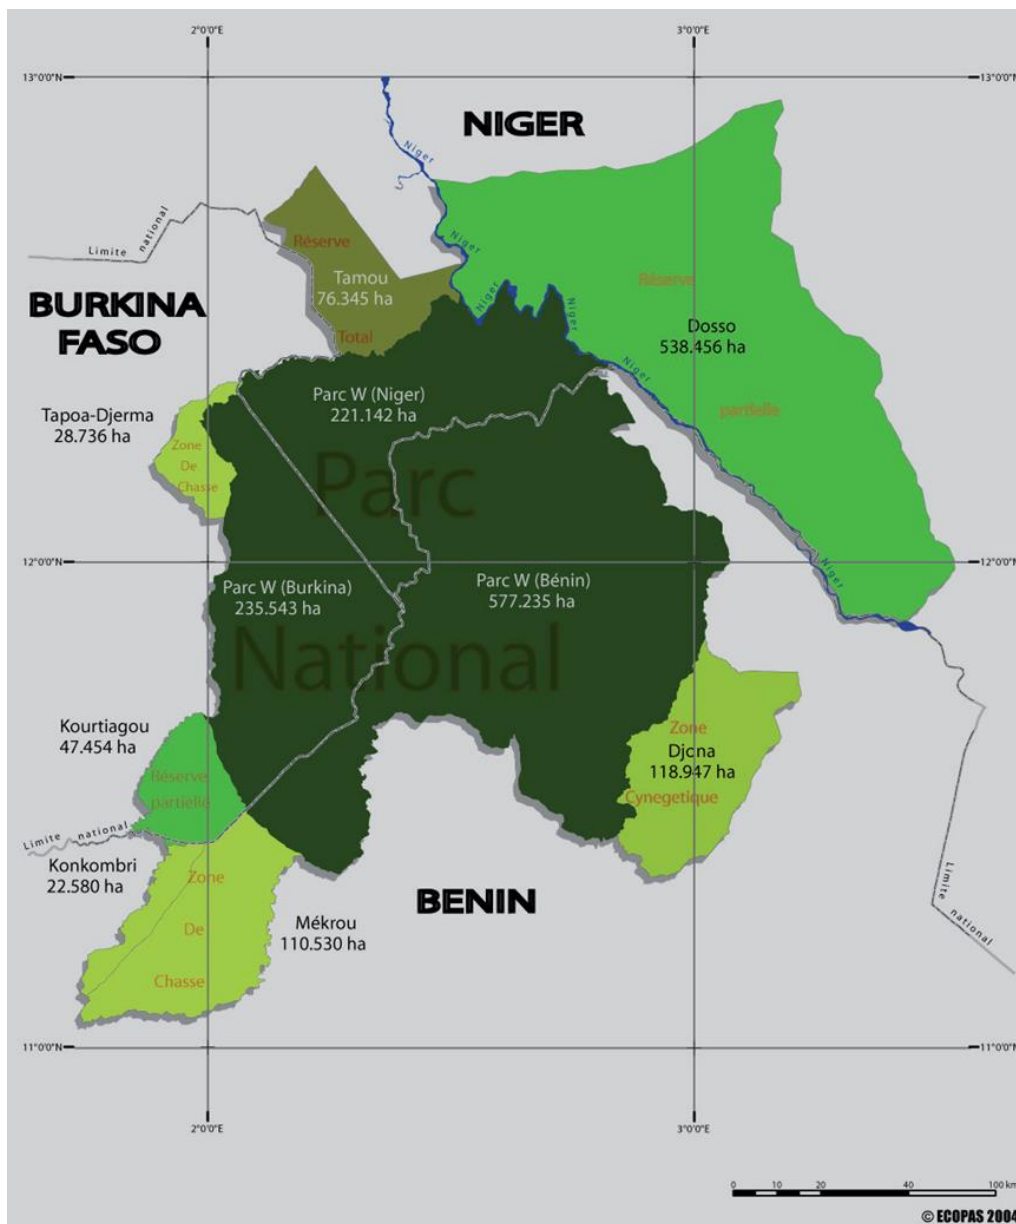 2°0'0"E
3°0'0"E
13°0'0"N
13°0'0"N
NIGER
Niger
Limite national
Réserve
Tamou
76.345 ha
Total
Niger
Niger
Niger
Réserve
Dosso
538.456 ha
partielle
BURKINA
FASO
Niger
Tapoa-Djerma
28.736 ha
Zone
De
Chasse
Parc W (Niger)
221.142 ha
Parc
12°0'0"N
12°0'0"N
Niger
Parc W (Burkina)
235.543 ha
Parc W (Bénin)
577.235 ha
National
Kourtiagou
47.454 ha
Réserve
partielle
Zone
Djona
118.947 ha
Cynegetique
Limite national
Konkombri
22.580 ha
Zone
De
Chasse
Mékrou
110.530 ha
BENIN
Limite national
11°0'0"N
11°0'0"N
2°0'0"E
3°0'0"E
0 10 20 40 100 km
© ECOPAS 2004